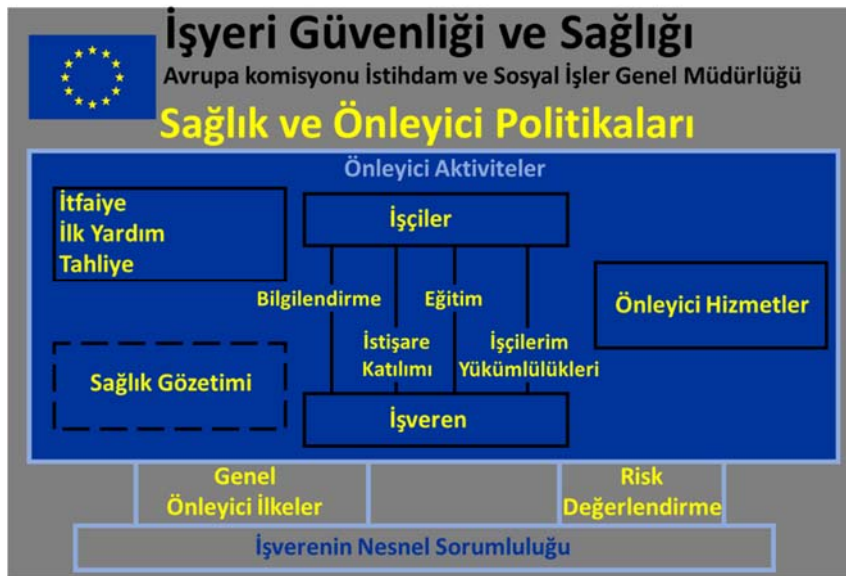 İşyeri Güvenliği ve Sağlığı
Avrupa komisyonu İstihdam ve Sosyal İşler Genel Müdürlüğü
Sağlık ve Önleyici Politikaları
Önleyici Aktiviteler
İtfaiye
İlk Yardım
Tahliye
İşçiler
Bilgilendirme
Eğitim
Önleyici Hizmetler
İstişare
Katılımı
İşçilerim
Yükümlülükleri
Sağlık Gözetimi
İşveren
Genel
Önleyici İlkeler
Risk
Değerlendirme
İşverenin Nesnel Sorumluluğu